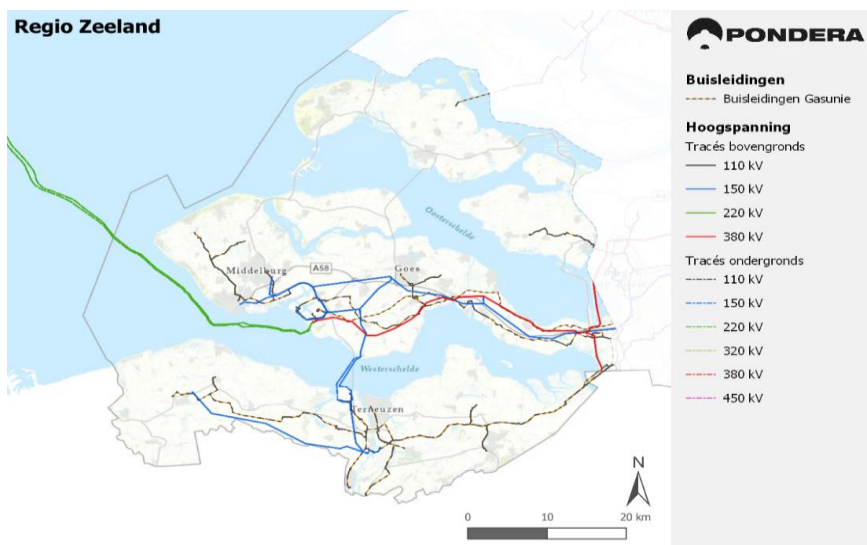 Regio Zeeland
PONDERA
Buisleidingen
Buisleidingen Gasunie
Hoogspanning
Tracés bovengronds
110 kV
150 kV
220 kV
380 kV
Tracés ondergronds
110 kV
150 kV
220 kV
320 kV
380 kV
450 kV
Oosterschelde
Middelburg
A58
Goes
Westerschelde
Terneuzen
N
0 10 20 km